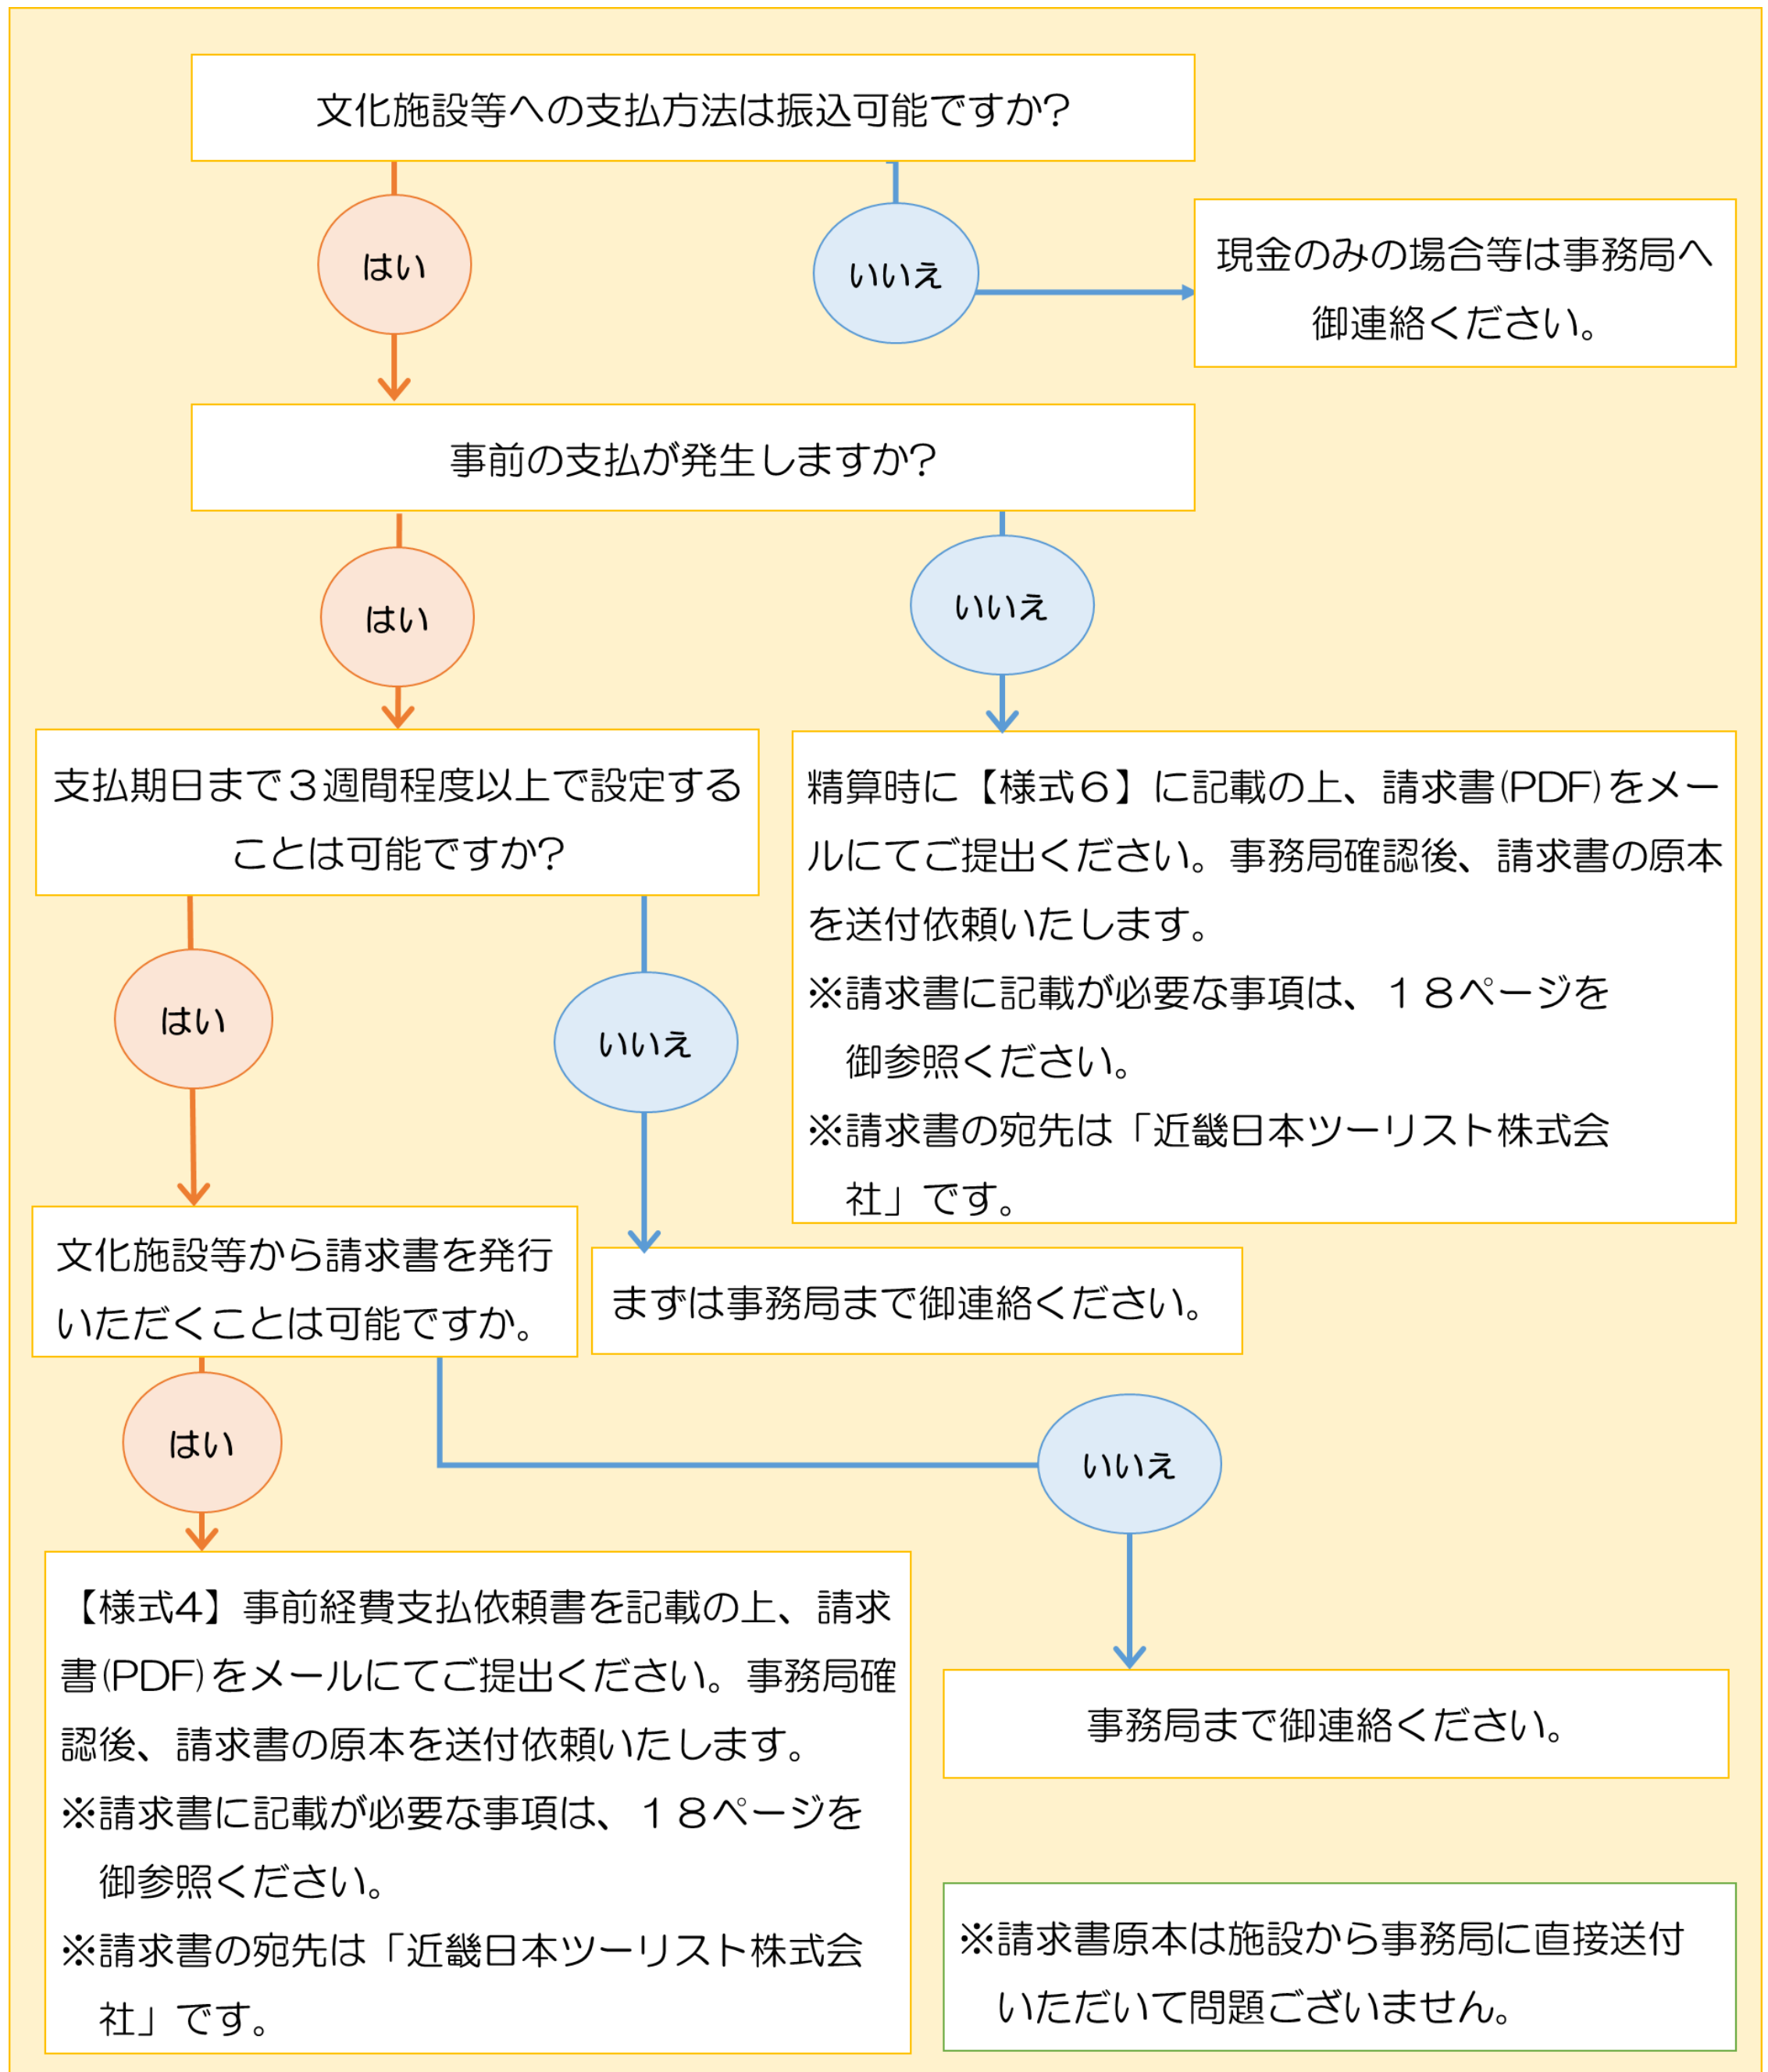 文化施設等への支払方法は振込可能ですか?
はい
いいえ
現金のみの場合等は事務局へ
御連絡ください。
事前の支払が発生しますか?
はい
いいえ
支払期日まで３週間程度以上で設定する
ことは可能ですか?
精算時に【様式６】に記載の上、請求書(PDF)をメー
ルにてご提出ください。事務局確認後、請求書の原本
を送付依頼いたします。
※請求書に記載が必要な事項は、１８ページを
御参照ください。
※請求書の宛先は「近畿日本ツーリスト株式会
社」です。
はい
いいえ
文化施設等から請求書を発行
いただくことは可能ですか。
まずは事務局まで御連絡ください。
はい
いいえ
【様式4】事前経費支払依頼書を記載の上、請求
書(PDF)をメールにてご提出ください。事務局確
認後、請求書の原本を送付依頼いたします。
※請求書に記載が必要な事項は、１８ページを
御参照ください。
※請求書の宛先は「近畿日本ツーリスト株式会
社」です。
事務局まで御連絡ください。
※請求書原本は施設から事務局に直接送付
いただいて問題ございません。